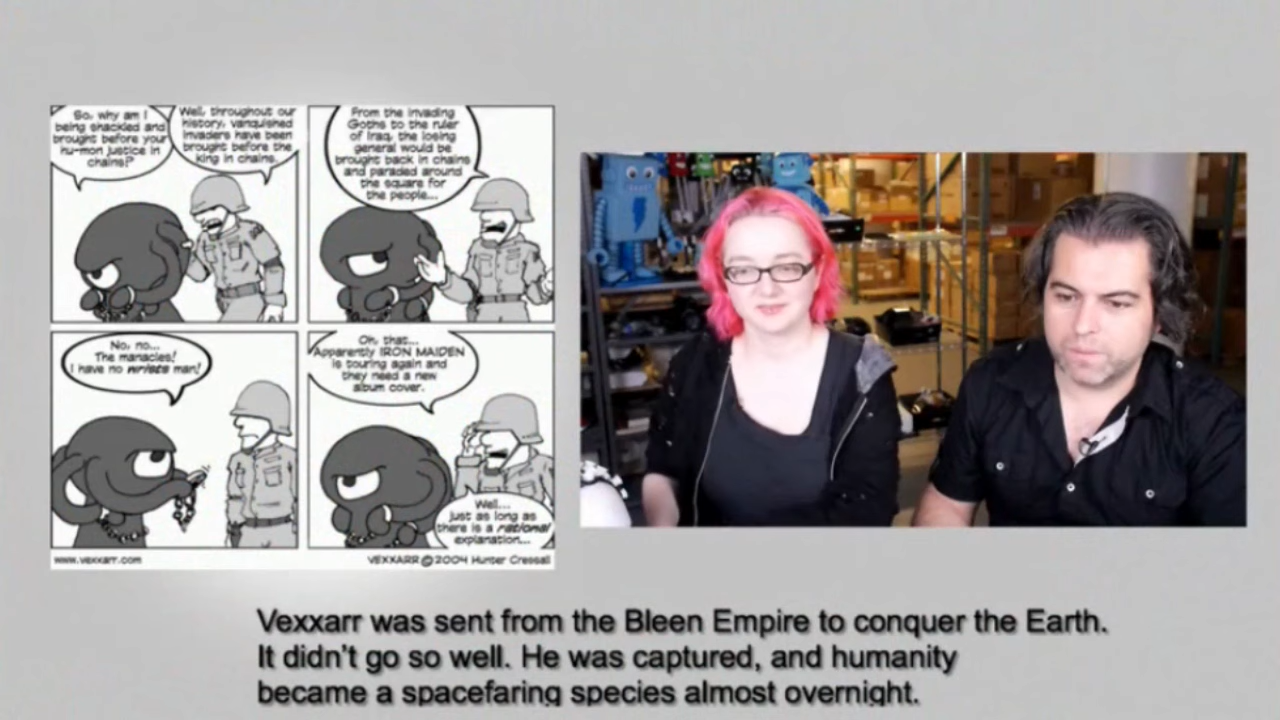 So, why am I
being shackled and
brought before your
hu-mon justice in
chains?
Well, throughout our
history, vanquished
invaders have been
brought before the
king in chains.
From the invading
Goths to the ruler
of Iraq, the losing
general would be
brought back in chains
and paraded around
the square for
the people...
No, no...
The manacles!
I have no wrists man!
Oh, that...
Apparently IRON MAIDEN
is touring again and
they need a new
album cover.
Well...
just as long as
there is a rational
explanation...
www.vexxarr.com
VEXXARR©2004 Hunter Cressall
Vexxarr was sent from the Bleen Empire to conquer the Earth.
It didn't go so well. He was captured, and humanity
became a spacefaring species almost overnight.